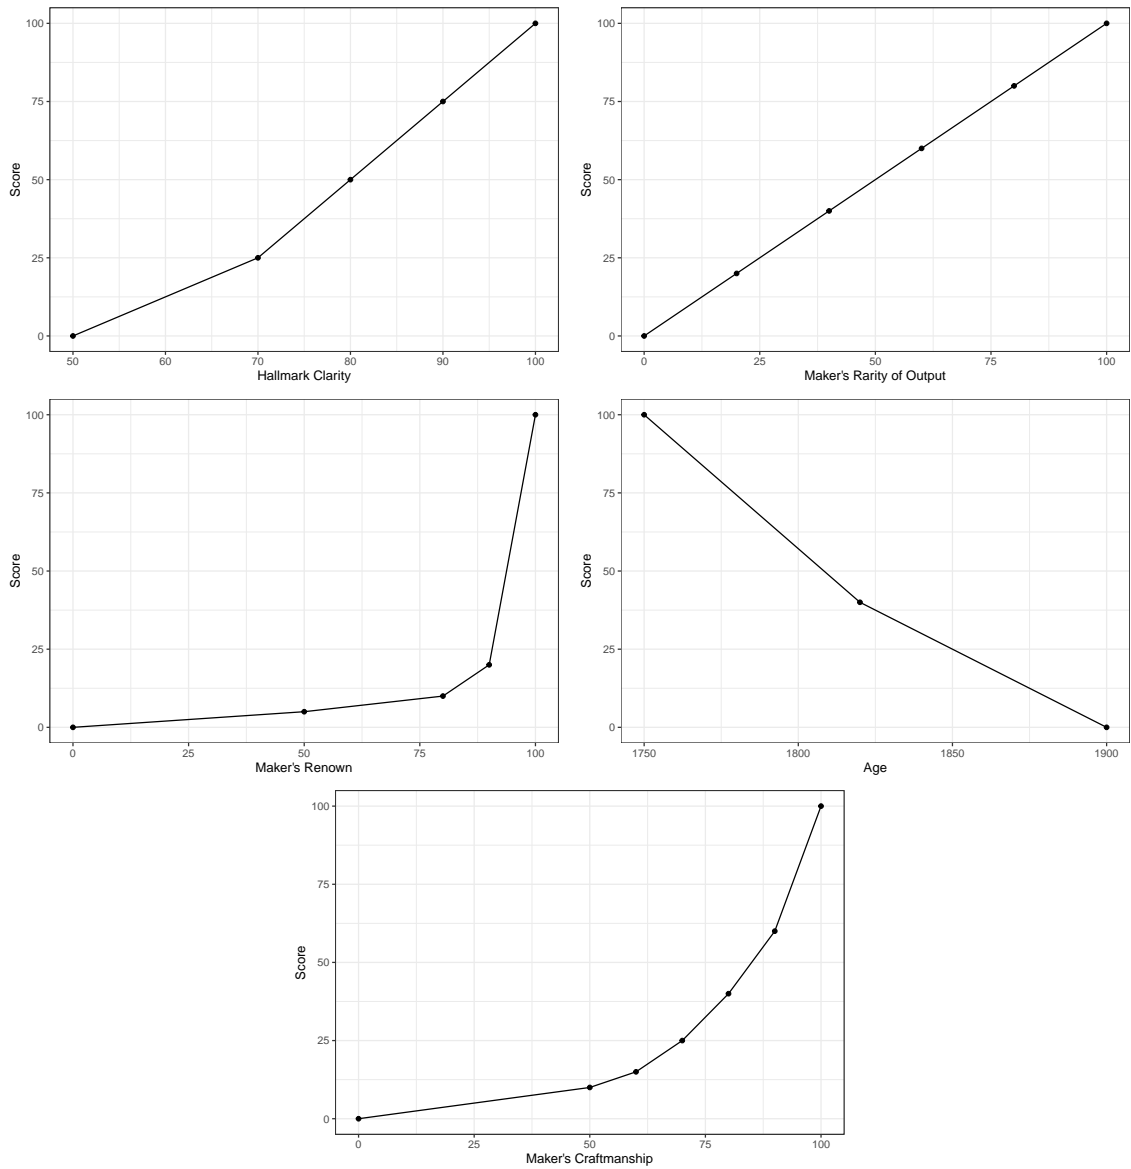 100
75
50
25
0
Score
50 60 70 80 90 100
Hallmark Clarity
100
75
50
25
0
Score
0 25 50 75 100
Maker's Rarity of Output
100
75
50
25
0
Score
0 25 50 75 100
Maker's Renown
100
75
50
25
0
Score
1750 1800 1850 1900
Age
100
75
50
25
0
Score
0 25 50 75 100
Maker's Craftmanship